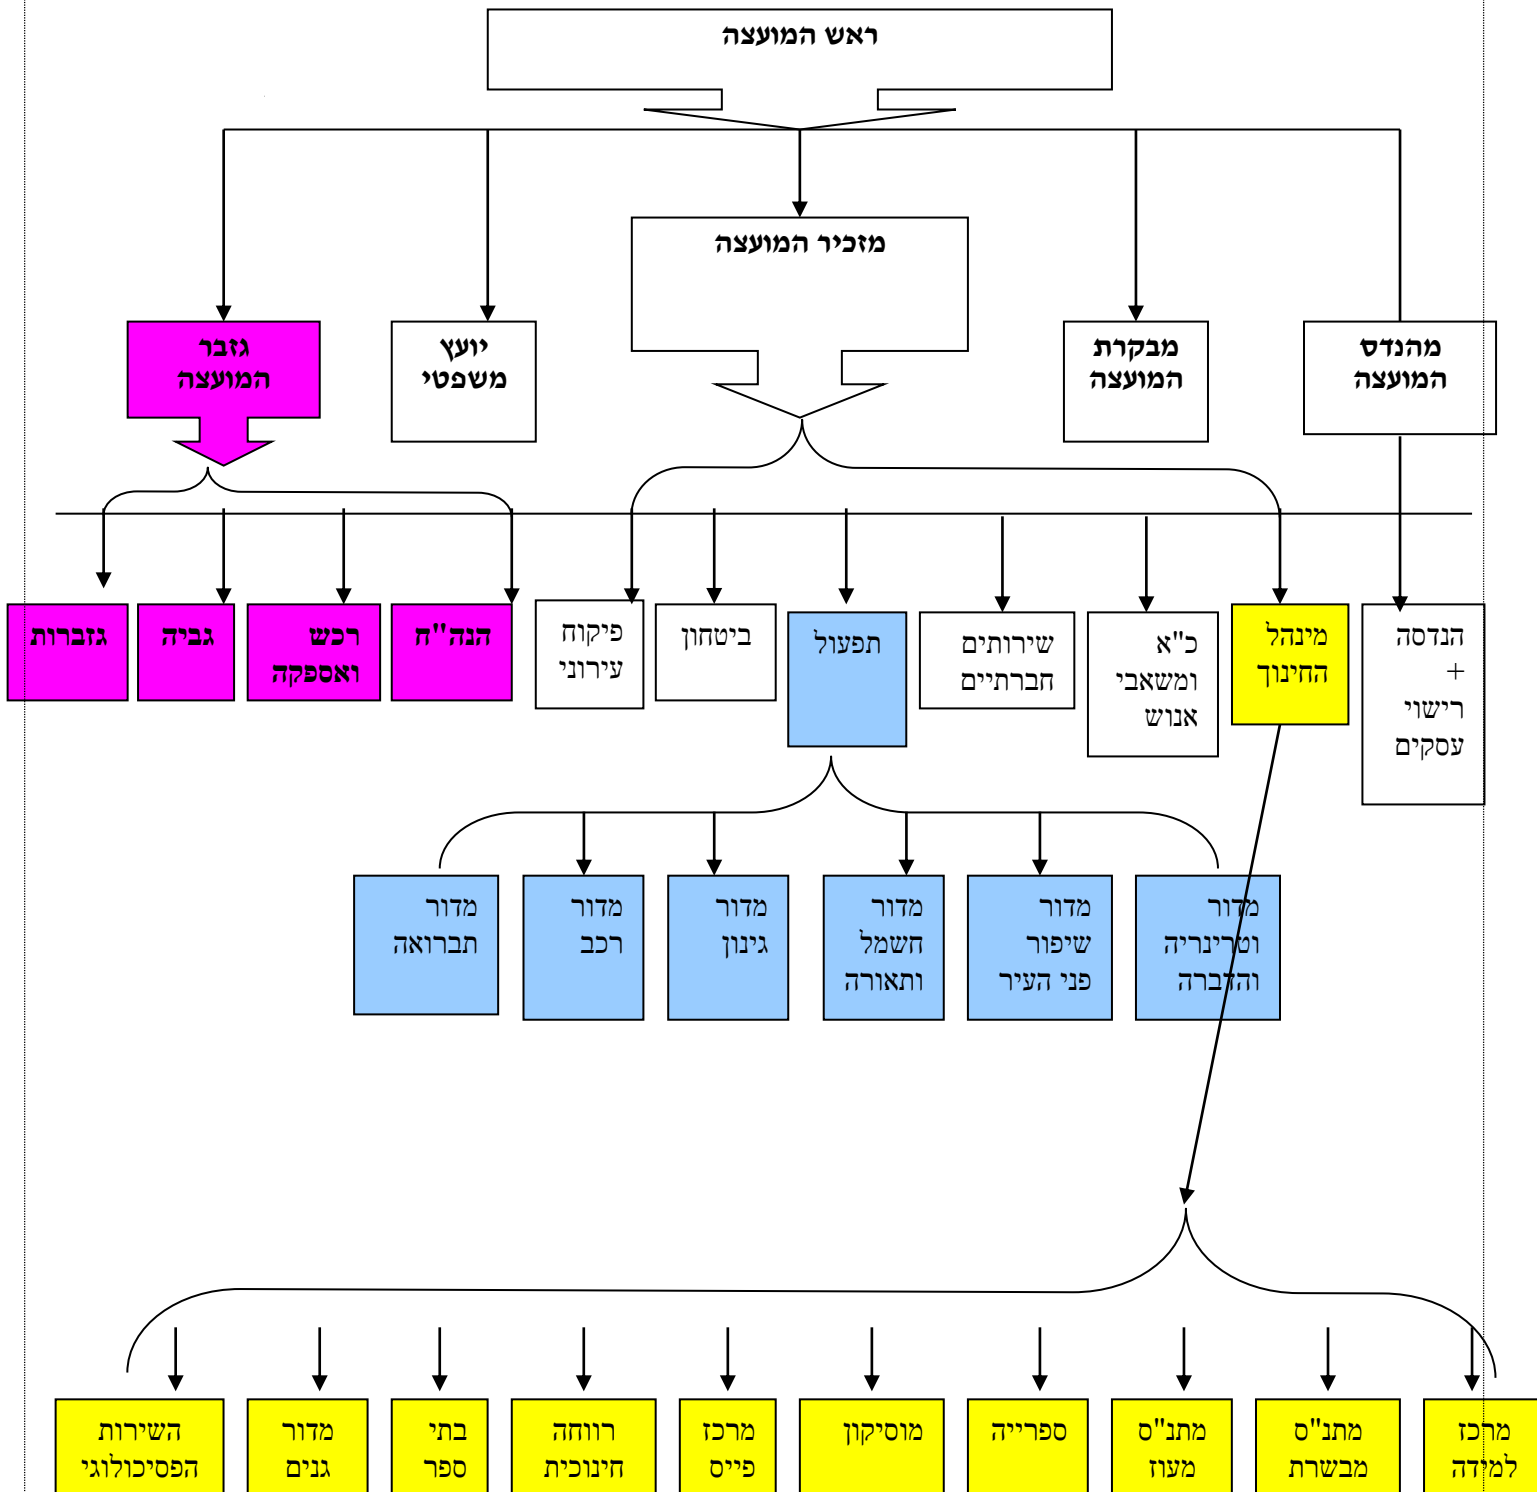 ראש המועצה
מזכיר המועצה
מהנדס
המועצה
מבקרת
המועצה
יועץ
משפטי
גזבר
המועצה
הנדסה
+
רישוי
עסקים
מינהל
החינוך
כ"א
ומשאבי
אנוש
שירותים
חברתיים
תפעול
ביטחון
פיקוח
עירוני
הנה"ח
רכש
ואספקה
גביה
גזברות
מדור
וטרינריה
והדברה
מדור
שיפור
פני העיר
מדור
חשמל
ותאורה
מדור
גינון
מדור
רכב
מדור
תברואה
מרכז
למידה
מתנ"ס
מבשרת
מתנ"ס
מעוז
ספרייה
מוסיקון
מרכז
פייס
רווחה
חינוכית
בתי
ספר
מדור
גנים
השירות
הפסיכולוגי